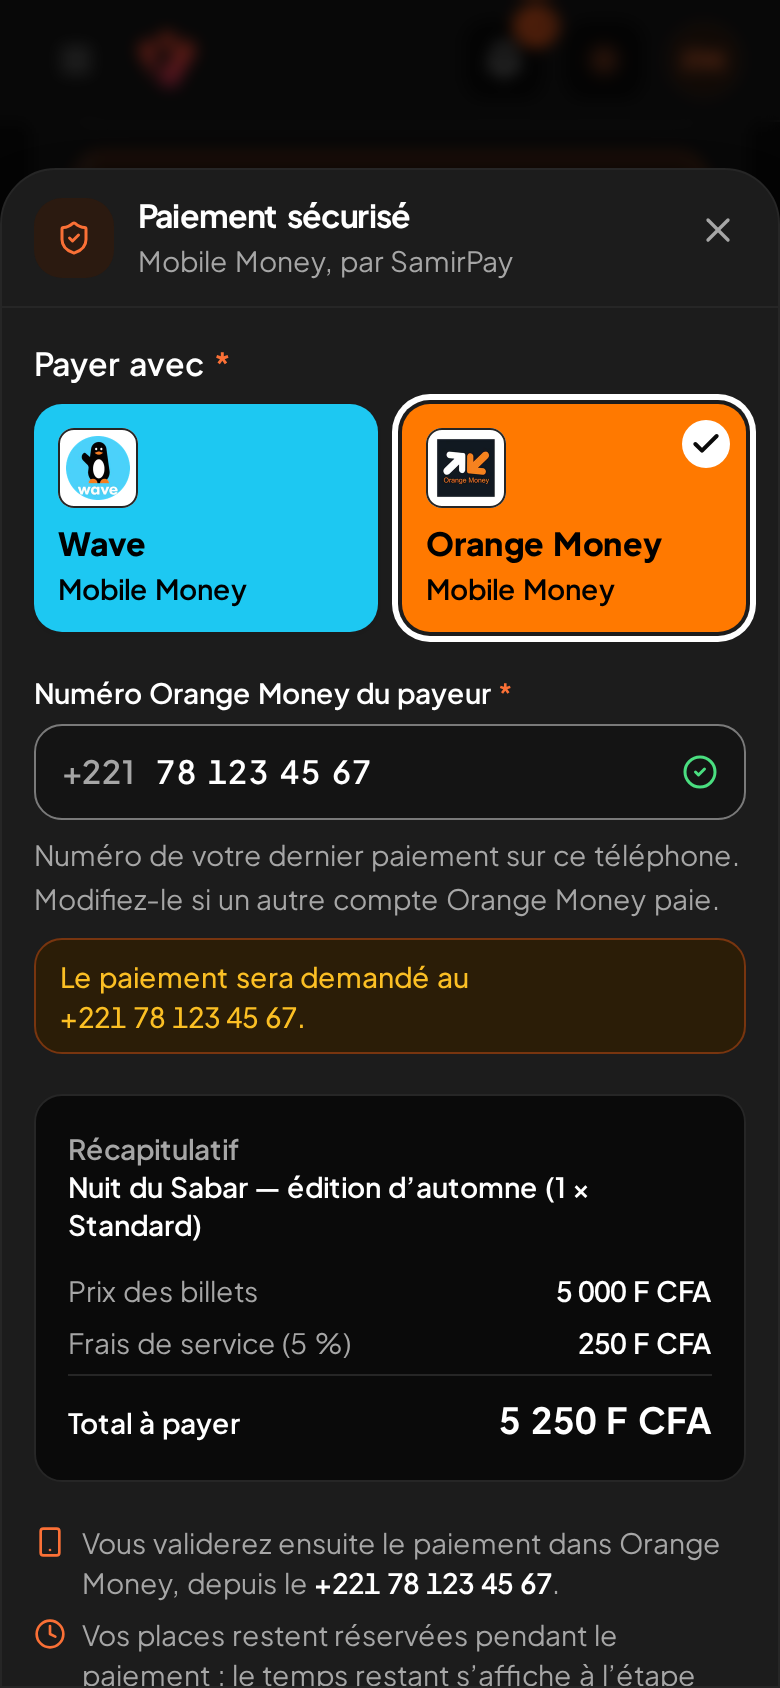 Paiement sécurisé
Mobile Money, par SamirPay
Payer avec *
wave
Wave
Mobile Money
Orange Money
Orange Money
Mobile Money
Numéro Orange Money du payeur *
+221 78 123 45 67
Numéro de votre dernier paiement sur ce téléphone.
Modifiez-le si un autre compte Orange Money paie.
Le paiement sera demandé au
+221 78 123 45 67.
Récapitulatif
Nuit du Sabar — édition d’automne (1 ×
Standard)
Prix des billets 5 000 F CFA
Frais de service (5 %) 250 F CFA
Total à payer 5 250 F CFA
Vous validerez ensuite le paiement dans Orange
Money, depuis le +221 78 123 45 67.
Vos places restent réservées pendant le
paiement : le temps restant s’affiche à l’étape